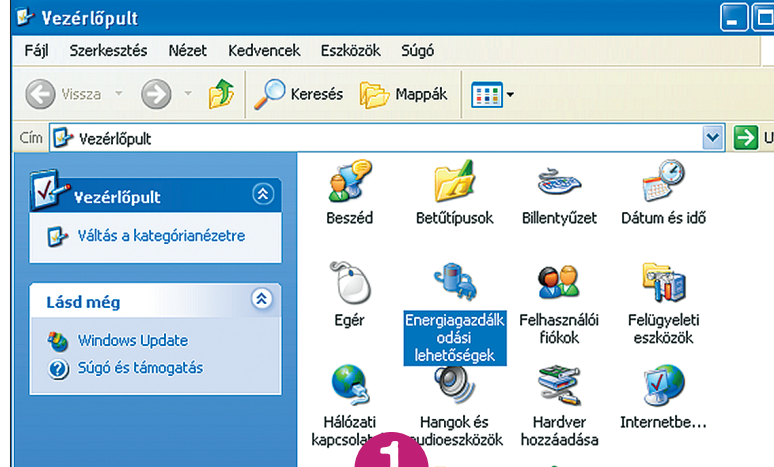 Vezérlőpult
Fájl Szerkesztés Nézet Kedvencek Eszközök Súgó
Vissza Keresés Mappák
Cím Vezérlőpult U
Vezérlőpult
Váltás a kategórianézetre
Lásd még
Windows Update
Súgó és támogatás
Beszéd Betűtípusok Billentyűzet Dátum és idő
Egér Energiagazdálk Felhasználói Felügyeleti
odási fiókok eszközök
lehetőségek
Hálózati Hangok és Hardver Internetbe...
hozzáadása
1